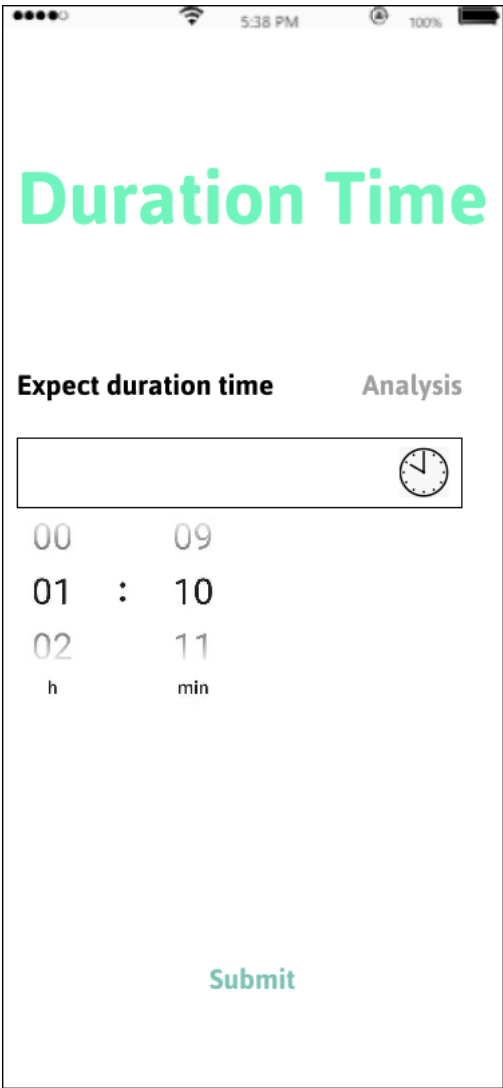 5:38 PM 100%
Duration Time
Expect duration time Analysis
00 09
01 : 10
02 11
h min
Submit